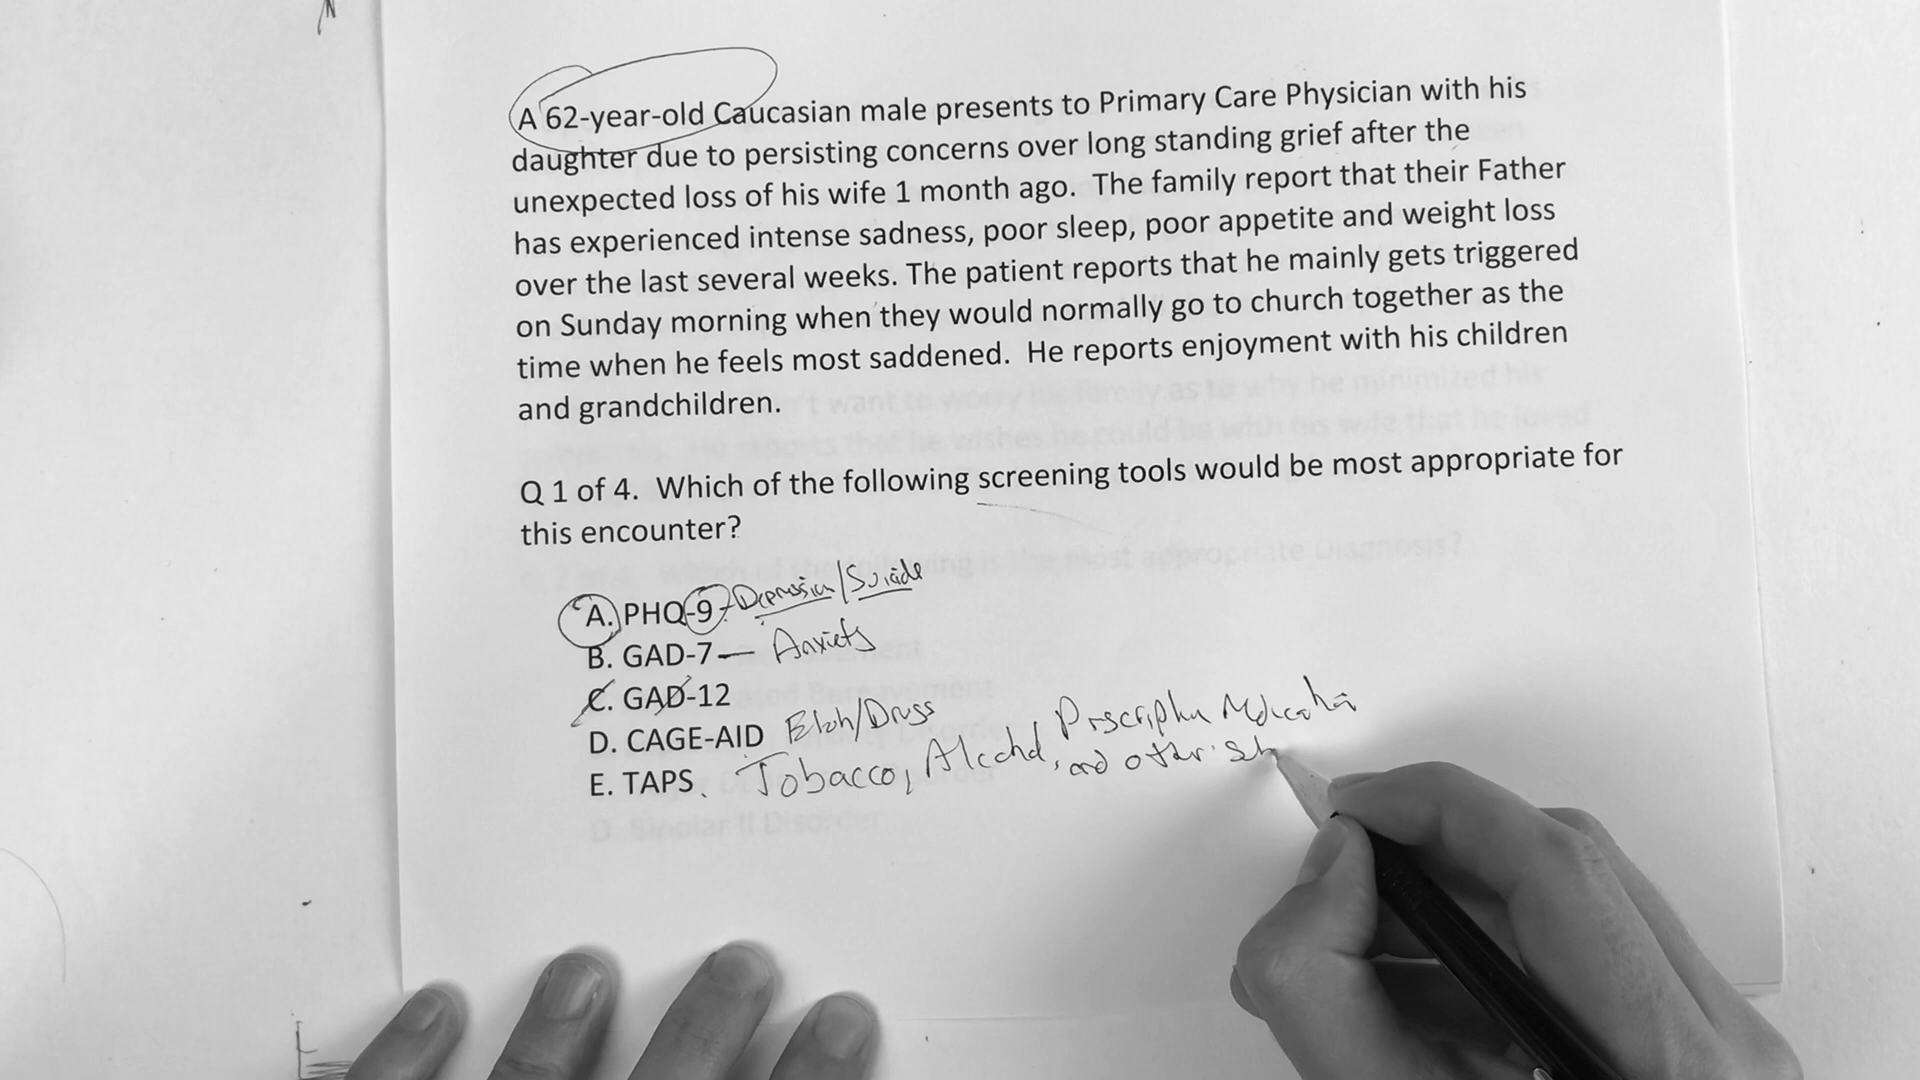 A 62-year-old Caucasian male presents to Primary Care Physician with his
daughter due to persisting concerns over long standing grief after the
unexpected loss of his wife 1 month ago. The family report that their Father
has experienced intense sadness, poor sleep, poor appetite and weight loss
over the last several weeks. The patient reports that he mainly gets triggered
on Sunday morning when they would normally go to church together as the
time when he feels most saddened. He reports enjoyment with his children
and grandchildren.
Q 1 of 4. Which of the following screening tools would be most appropriate for
this encounter?
A. PHQ-9 - Depression/Suicide
B. GAD-7 — Anxiety
C. GAD-12
D. CAGE-AID Etoh/Drugs
E. TAPS. Tobacco, Alcohol, Prescription Medication
, and other
D Bipolar II Disorder